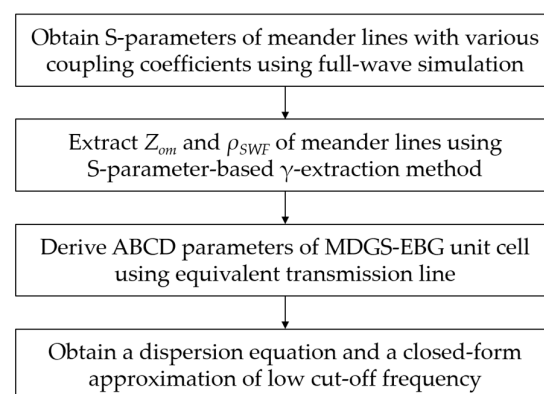 Obtain S-parameters of meander lines with various
coupling coefficients using full-wave simulation
Extract Zom and ρSWF of meander lines using
S-parameter-based γ-extraction method
Derive ABCD parameters of MDGS-EBG unit cell
using equivalent transmission line
Obtain a dispersion equation and a closed-form
approximation of low cut-off frequency